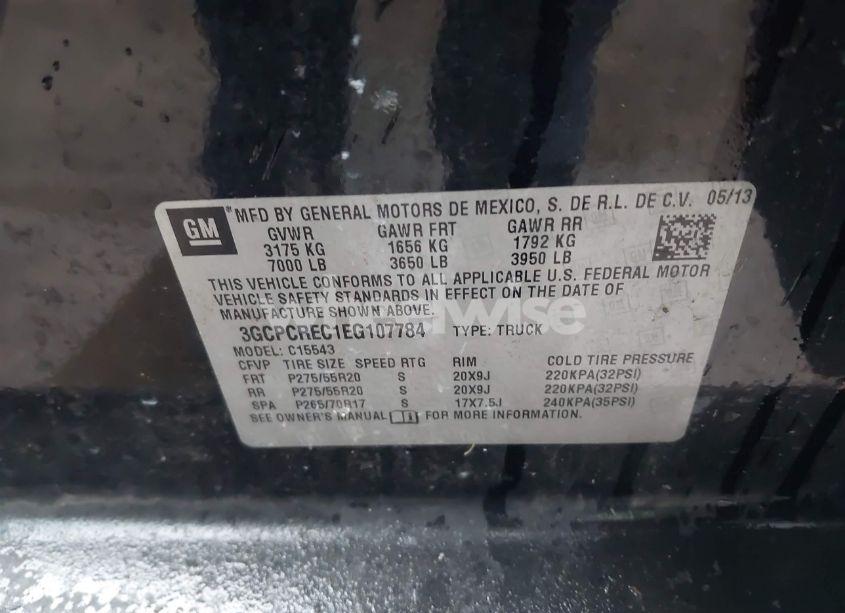 GM ® MFD BY GENERAL MOTORS DE MEXICO, S. DE R.L. DE C.V. 05/13
GVWR GAWR FRT GAWR RR
3175 KG 1656 KG 1792 KG
7000 LB 3650 LB 3950 LB
THIS VEHICLE CONFORMS TO ALL APPLICABLE U.S. FEDERAL MOTOR
VEHICLE SAFETY STANDARDS IN EFFECT ON THE DATE OF
MANUFACTURE SHOWN ABOVE.
3GCPCREC1EG107784 TYPE: TRUCK
MODEL: C15543
CFVP TIRE SIZE SPEED RTG RIM COLD TIRE PRESSURE
FRT P275/55R20 S 20X9J 220KPA(32PSI)
RR P275/55R20 S 20X9J 220KPA(32PSI)
SPA P265/70R17 S 17X7.5J 240KPA(35PSI)
SEE OWNER'S MANUAL FOR MORE INFORMATION.